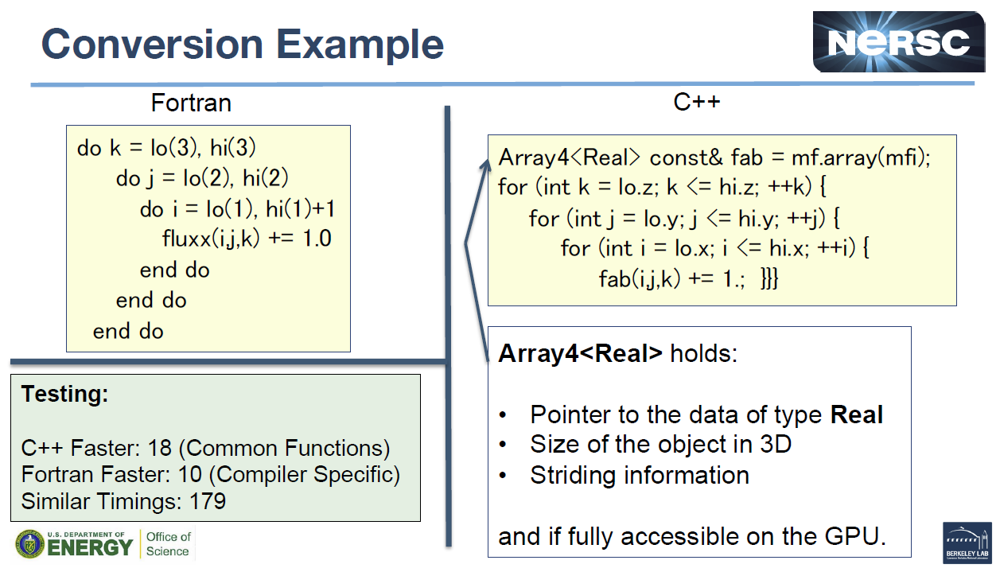 Conversion Example
NERSC
Fortran
do k = lo(3), hi(3)
do j = lo(2), hi(2)
do i = lo(1), hi(1)+1
fluxx(i,j,k) += 1.0
end do
end do
end do
Testing:
C++ Faster: 18 (Common Functions)
Fortran Faster: 10 (Compiler Specific)
Similar Timings: 179
C++
Array4<Real> const& fab = mf.array(mfi);
for (int k = lo.z; k <= hi.z; ++k) {
for (int j = lo.y; j <= hi.y; ++j) {
for (int i = lo.x; i <= hi.x; ++i) {
fab(i,j,k) += 1.; }}}
Array4<Real> holds:
• Pointer to the data of type Real
• Size of the object in 3D
• Striding information
and if fully accessible on the GPU.
U.S. DEPARTMENT OF
ENERGY
Office of
Science
BERKELEY LAB